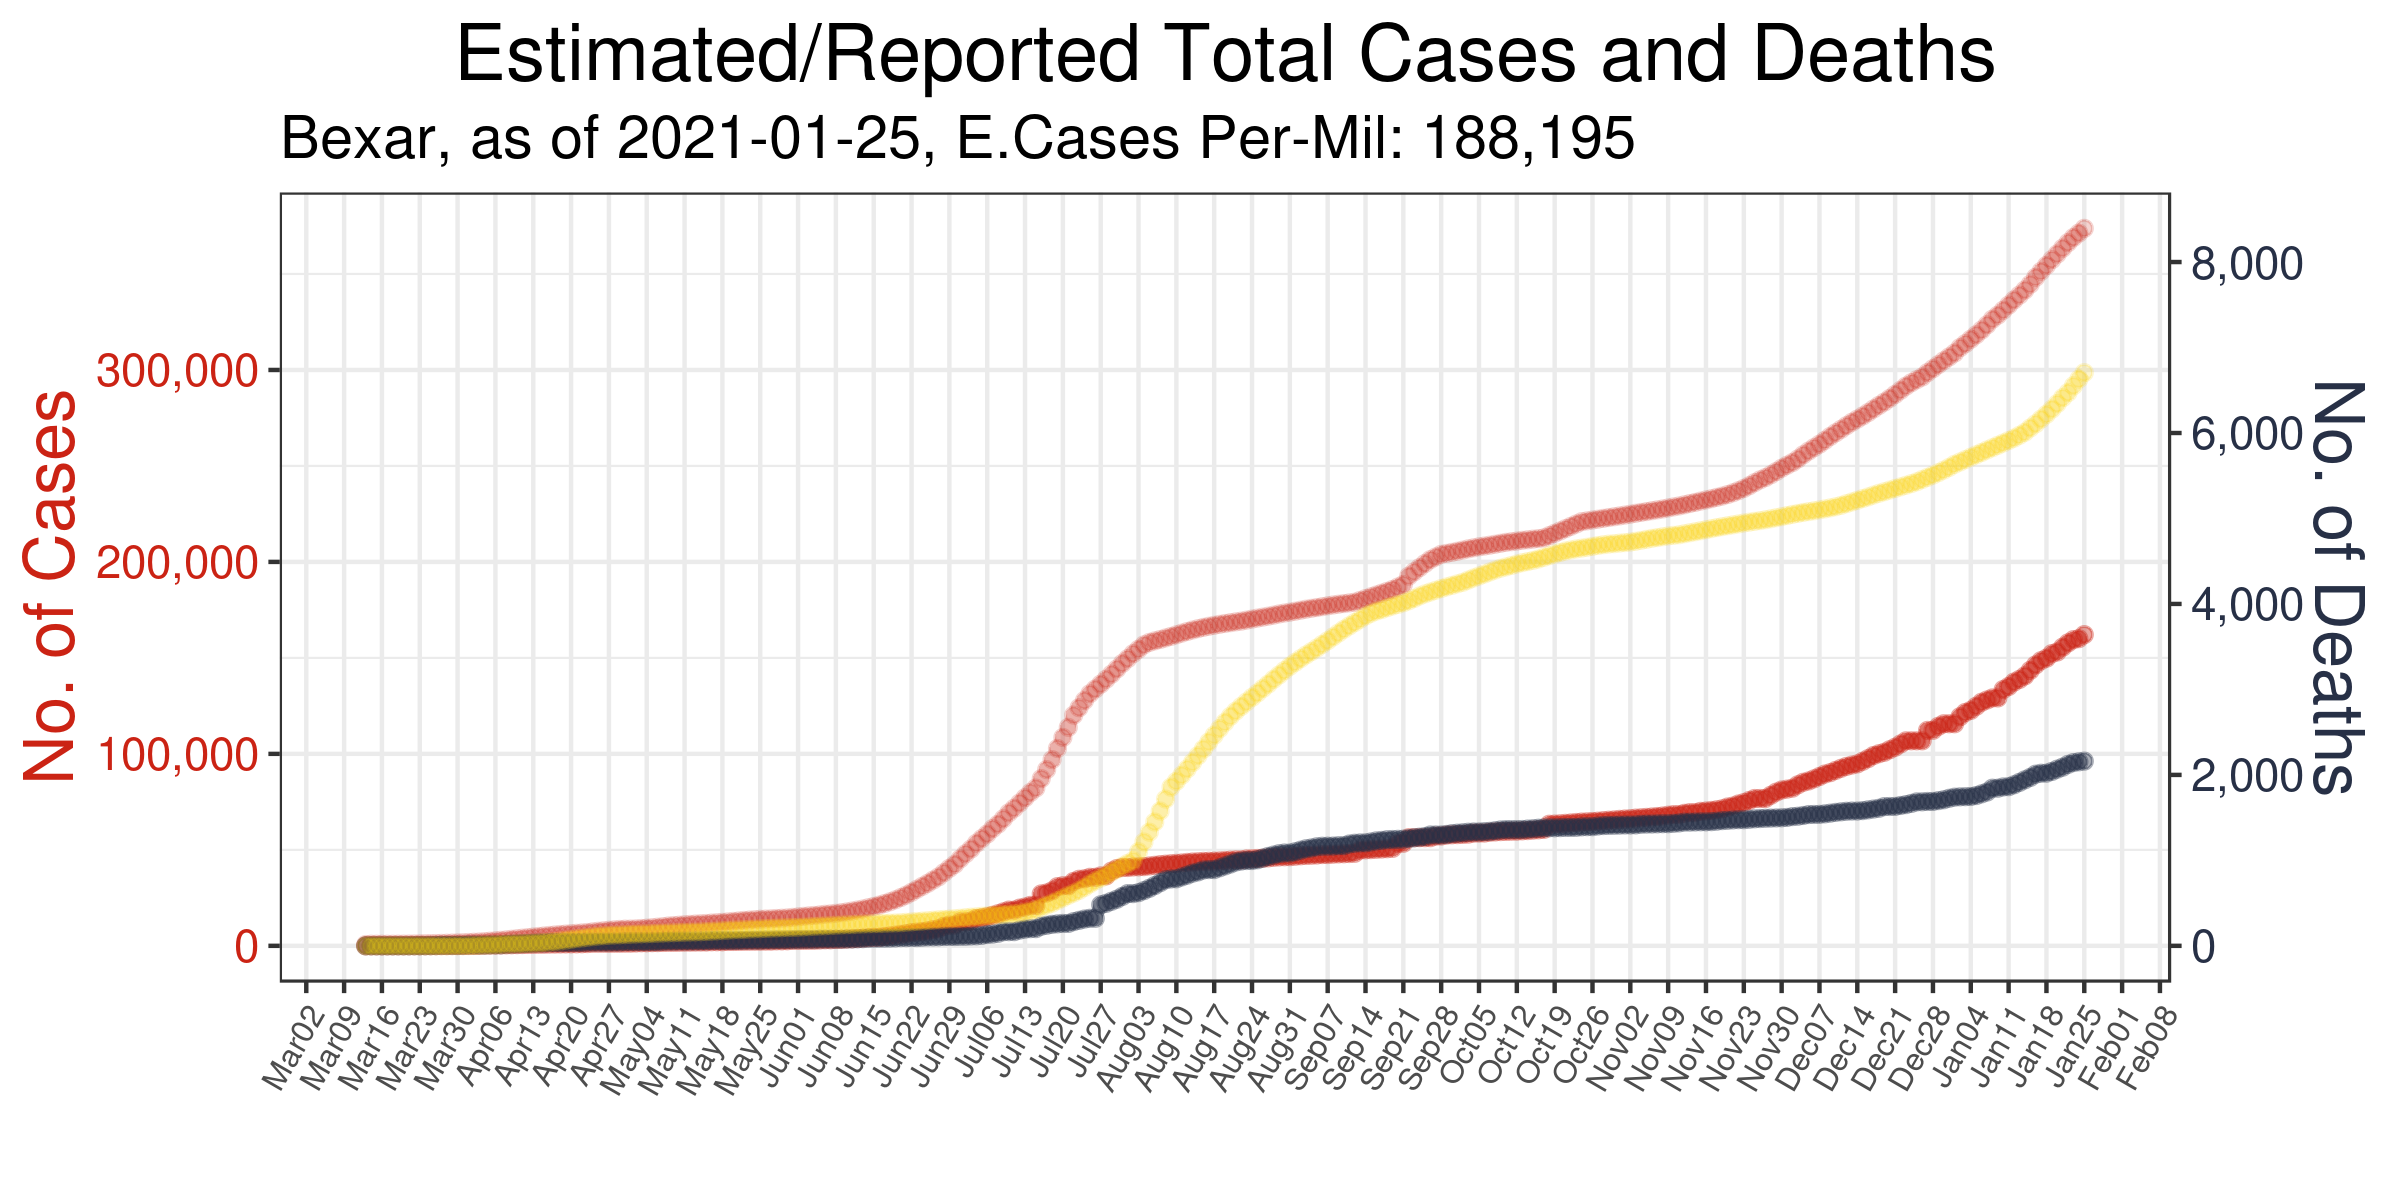 Estimated/Reported Total Cases and Deaths
Bexar, as of 2021-01-25, E.Cases Per-Mil: 188,195
No. of Cases
300,000
200,000
100,000
0
8,000
6,000
4,000
2,000
0
No. of Deaths
Mar02
Mar09
Mar16
Mar23
Mar30
Apr06
Apr13
Apr20
Apr27
May04
May11
May18
May25
Jun01
Jun08
Jun15
Jun22
Jun29
Jul06
Jul13
Jul20
Jul27
Aug03
Aug10
Aug17
Aug24
Aug31
Sep07
Sep14
Sep21
Sep28
Oct05
Oct12
Oct19
Oct26
Nov02
Nov09
Nov16
Nov23
Nov30
Dec07
Dec14
Dec21
Dec28
Jan04
Jan11
Jan18
Jan25
Feb01
Feb08